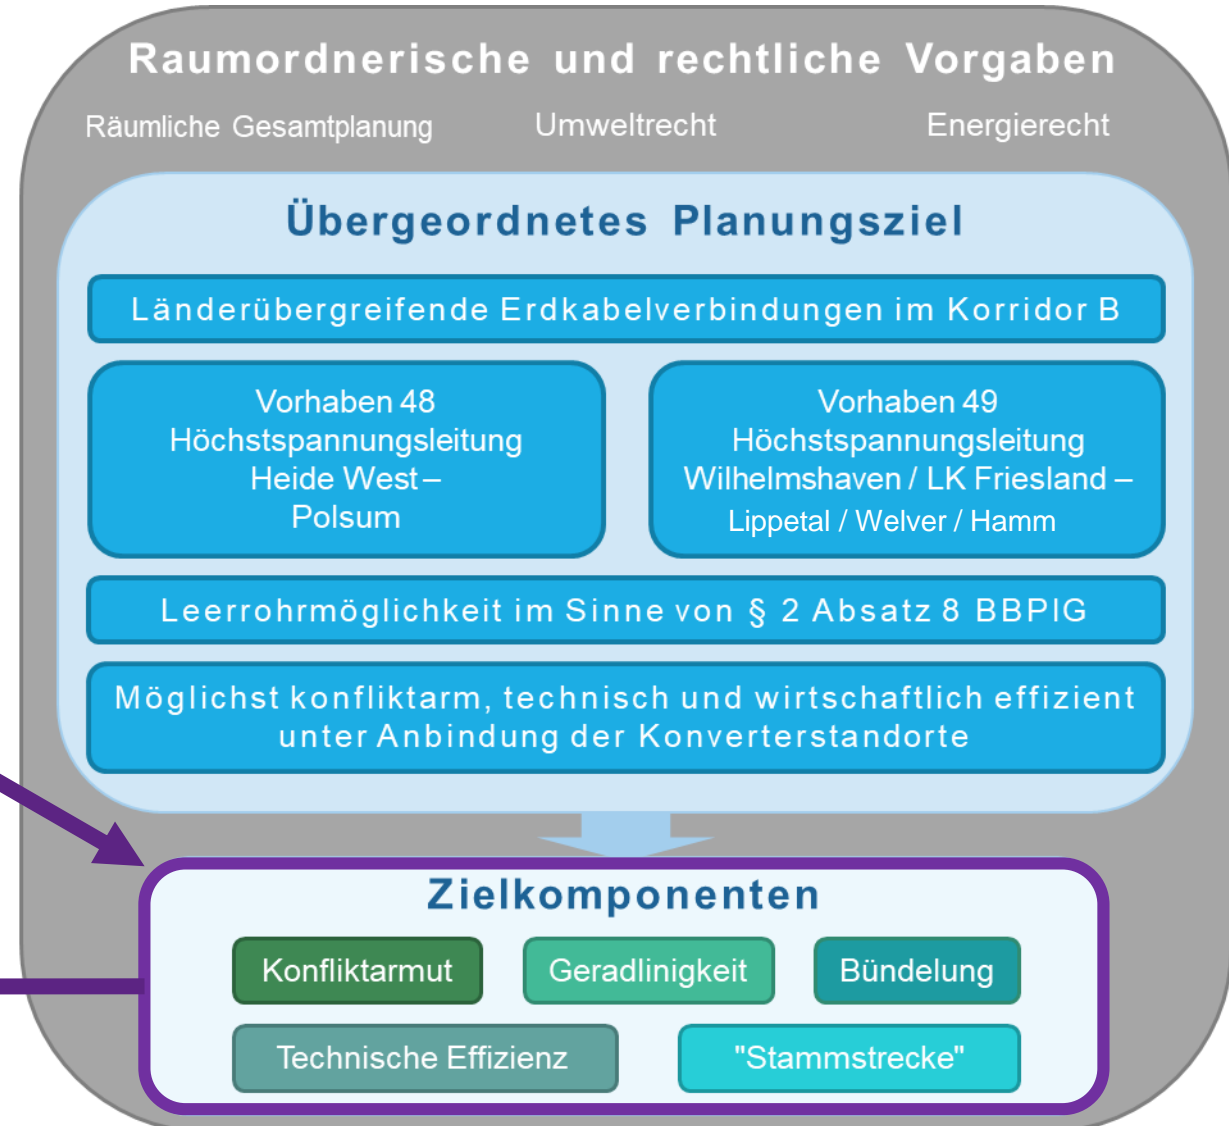 Raumordnerische und rechtliche Vorgaben
Räumliche Gesamtplanung Umweltrecht Energierecht
Übergeordnetes Planungsziel
Länderübergreifende Erdkabelverbindungen im Korridor B
Vorhaben 48
Höchstspannungsleitung
Heide West –
Polsum
Vorhaben 49
Höchstspannungsleitung
Wilhelmshaven / LK Friesland –
Lippetal / Welver / Hamm
Leerrohrmöglichkeit im Sinne von § 2 Absatz 8 BBPlG
Möglichst konfliktarm, technisch und wirtschaftlich effizient
unter Anbindung der Konverterstandorte
Zielkomponenten
Konfliktarmut Geradlinigkeit Bündelung
Technische Effizienz "Stammstrecke"